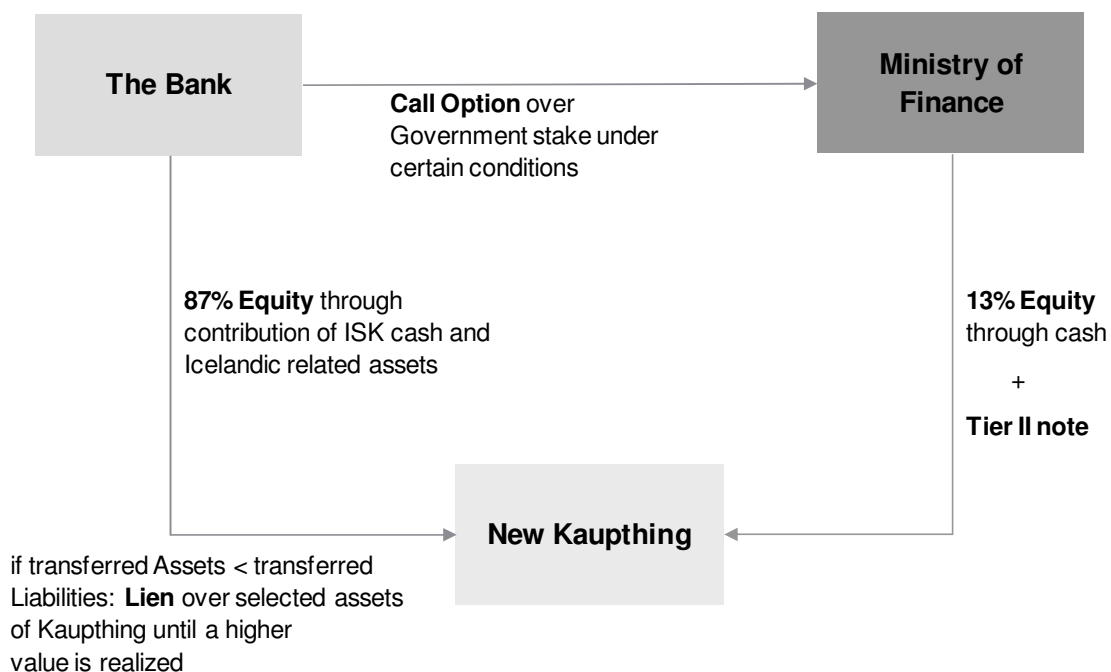 The Bank
Ministry of
Finance
Call Option over
Government stake under
certain conditions
87% Equity through
contribution of ISK cash and
Icelandic related assets
13% Equity
through cash
+
Tier II note
New Kaupthing
if transferred Assets < transferred
Liabilities: Lien over selected assets
of Kaupthing until a higher
value is realized